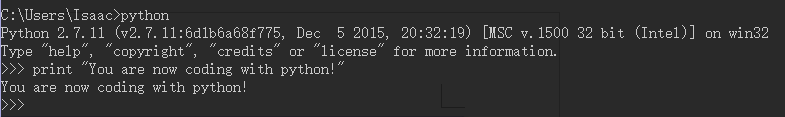 C:\Users\Isaac>python
Python 2.7.11 (v2.7.11:6d1b6a68f775, Dec  5 2015, 20:32:19) [MSC v.1500 32 bit (Intel)] on win32
Type "help", "copyright", "credits" or "license" for more information.
>>> print "You are now coding with python!"
You are now coding with python!
>>>